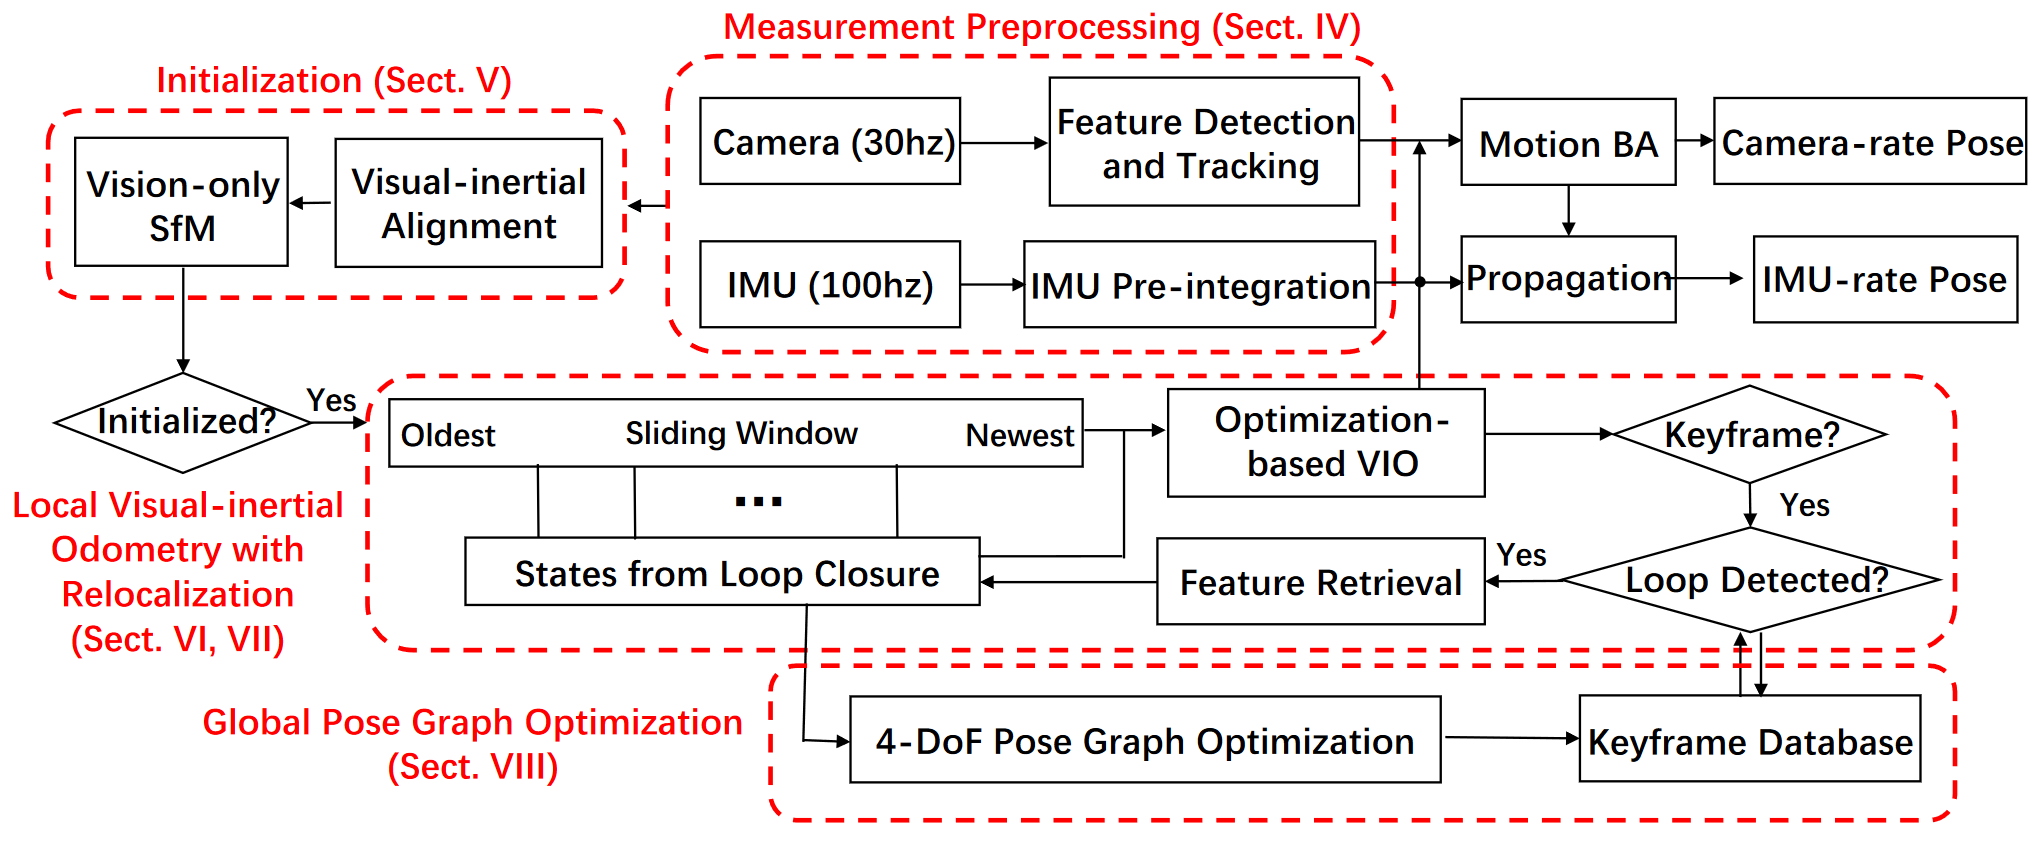 Measurement Preprocessing (Sect. IV)
Initialization (Sect. V)
Camera (30hz)
Feature Detection
and Tracking
Motion BA
Camera-rate Pose
Vision-only
SfM
Visual-inertial
Alignment
IMU (100hz)
IMU Pre-integration
Propagation
IMU-rate Pose
Initialized?
Yes
Oldest
Sliding Window
Newest
Optimization-
based VIO
Keyframe?
Yes
...
Local Visual-inertial
Odometry with
Relocalization
(Sect. VI, VII)
States from Loop Closure
Feature Retrieval
Yes
Loop Detected?
Global Pose Graph Optimization
(Sect. VIII)
4-DoF Pose Graph Optimization
Keyframe Database